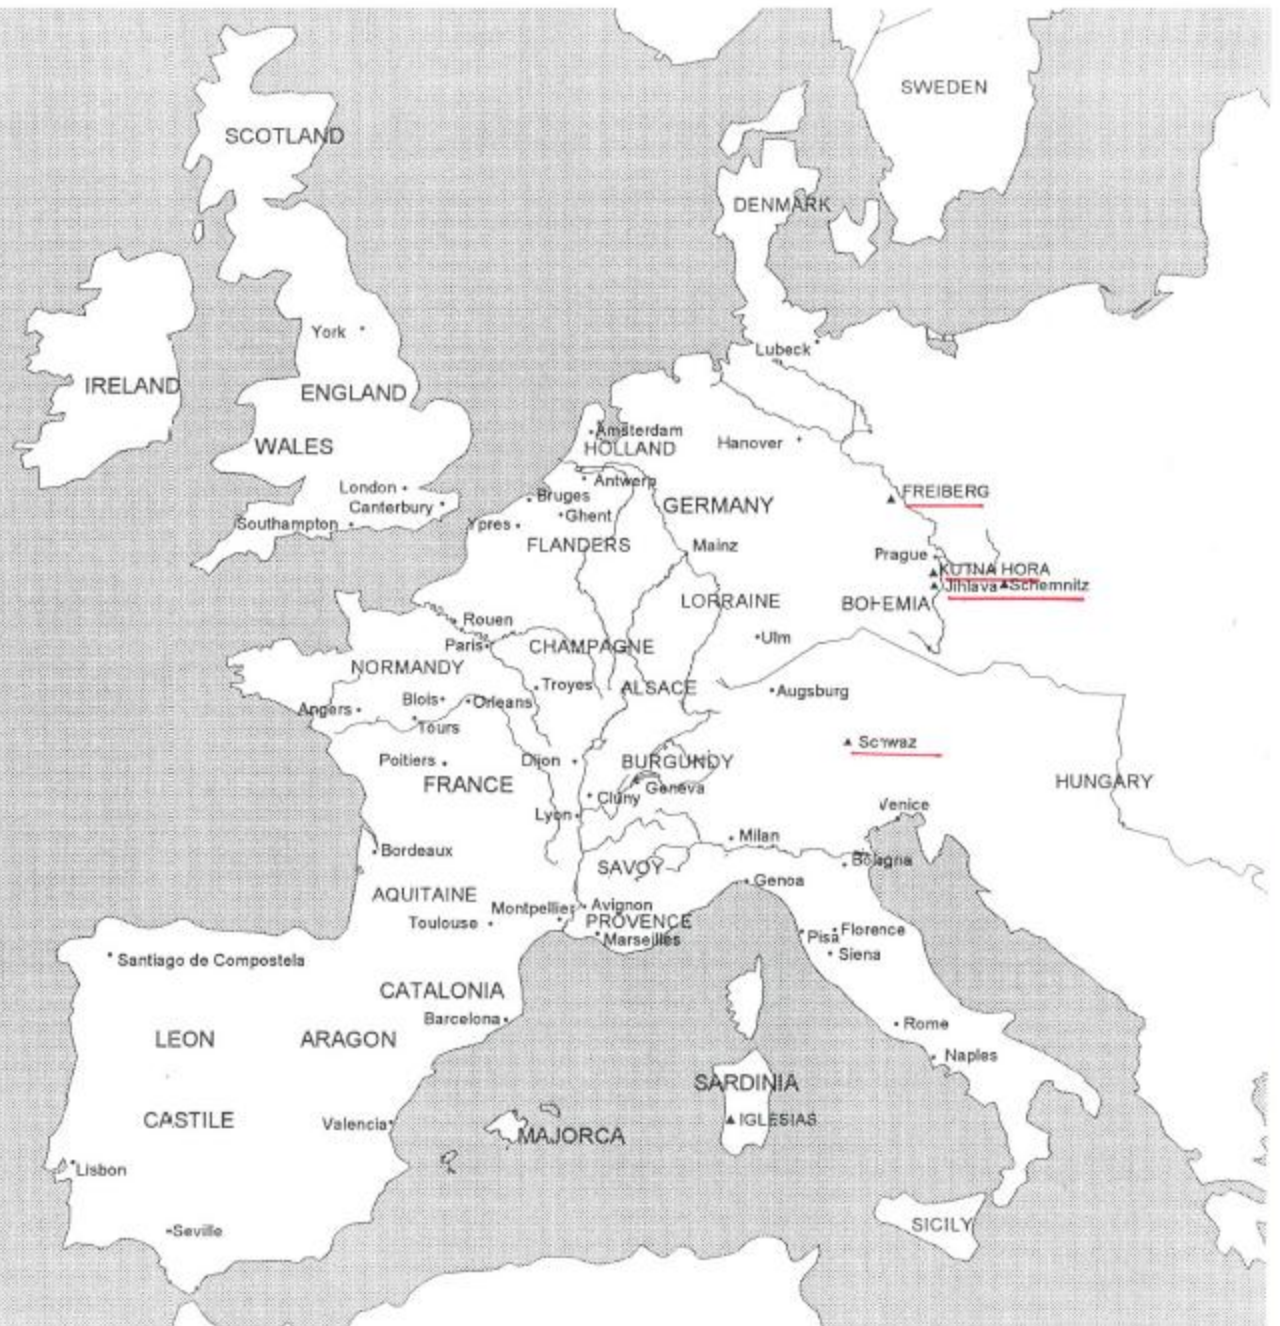 SWEDEN
SCOTLAND
DENMARK
York
Lubeck
IRELAND
ENGLAND
Amsterdam
HOLLAND
Hanover
WALES
London
Antwerp
Canterbury
Bruges
FREIBERG
Southampton
Ghent
GERMANY
Ypres
FLANDERS
Mainz
Prague
KUTNA HORA
Jihlava Schemnitz
LORRAINE
BOHEMIA
Rouen
Paris
CHAMPAGNE
Ulm
NORMANDY
Troyes
ALSACE
Augsburg
Blois
Orleans
Angers
Tours
Schwaz
Poitiers
Dijon
BURGUNDY
FRANCE
Geneva
HUNGARY
Cluny
Lyon
Venice
Milan
Bordeaux
Bologna
SAVOY
Genoa
AQUITAINE
Montpellier
Avignon
Toulouse
PROVENCE
Marseilles
Pisa
Florence
Siena
Santiago de Compostela
CATALONIA
Barcelona
Rome
LEON
ARAGON
Naples
SARDINIA
CASTILE
Valencia
MAJORCA
IGLESIAS
Lisbon
Seville
SICILY